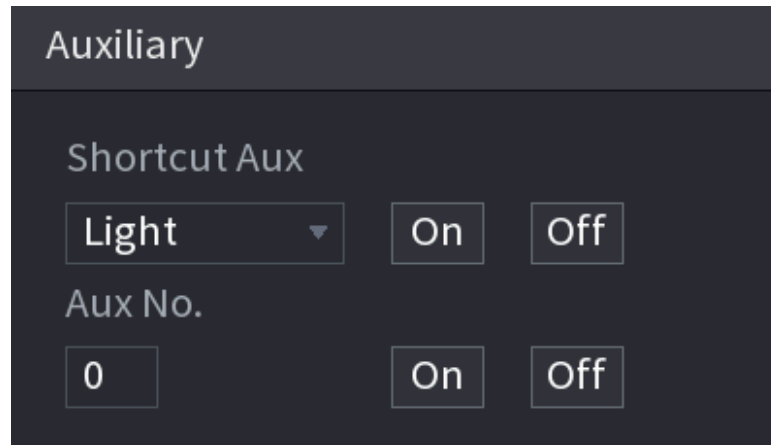 Auxiliary
Shortcut Aux
Light On Off
Aux No.
0 On Off